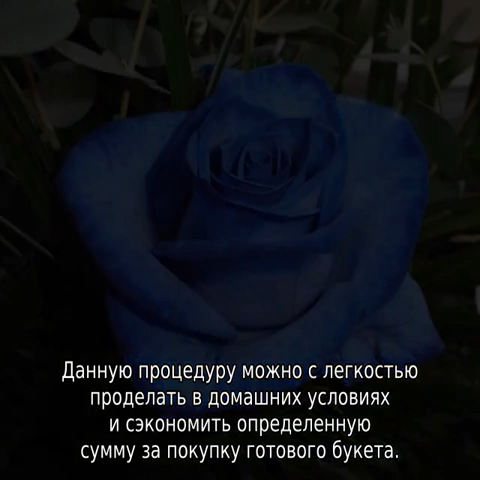 Данную процедуру можно с легкостью
проделать в домашних условиях
и сэкономить определенную
сумму за покупку готового букета.